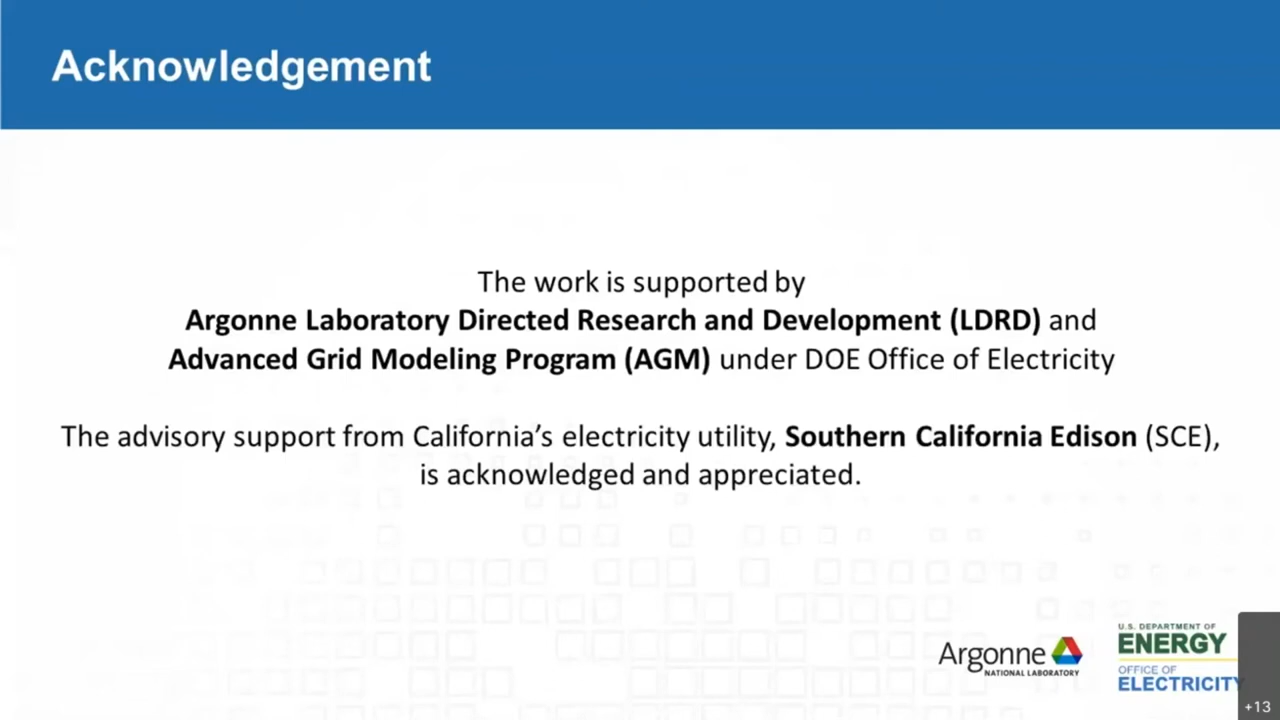 Acknowledgement
The work is supported by
Argonne Laboratory Directed Research and Development (LDRD) and
Advanced Grid Modeling Program (AGM) under DOE Office of Electricity
The advisory support from California’s electricity utility, Southern California Edison (SCE),
is acknowledged and appreciated.
Argonne
NATIONAL LABORATORY
U.S. DEPARTMENT OF
ENERGY
OFFICE OF
ELECTRICITY
+13